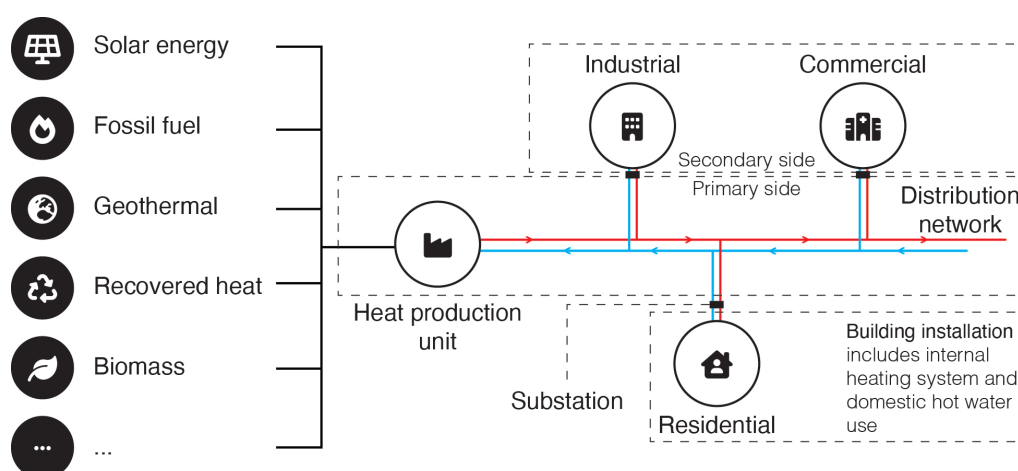 Solar energy
Fossil fuel
Geothermal
Recovered heat
Biomass
...
Industrial
Commercial
Secondary side
Primary side
Distribution
network
Heat production
unit
Substation
Residential
Building installation
includes internal
heating system and
domestic hot water
use